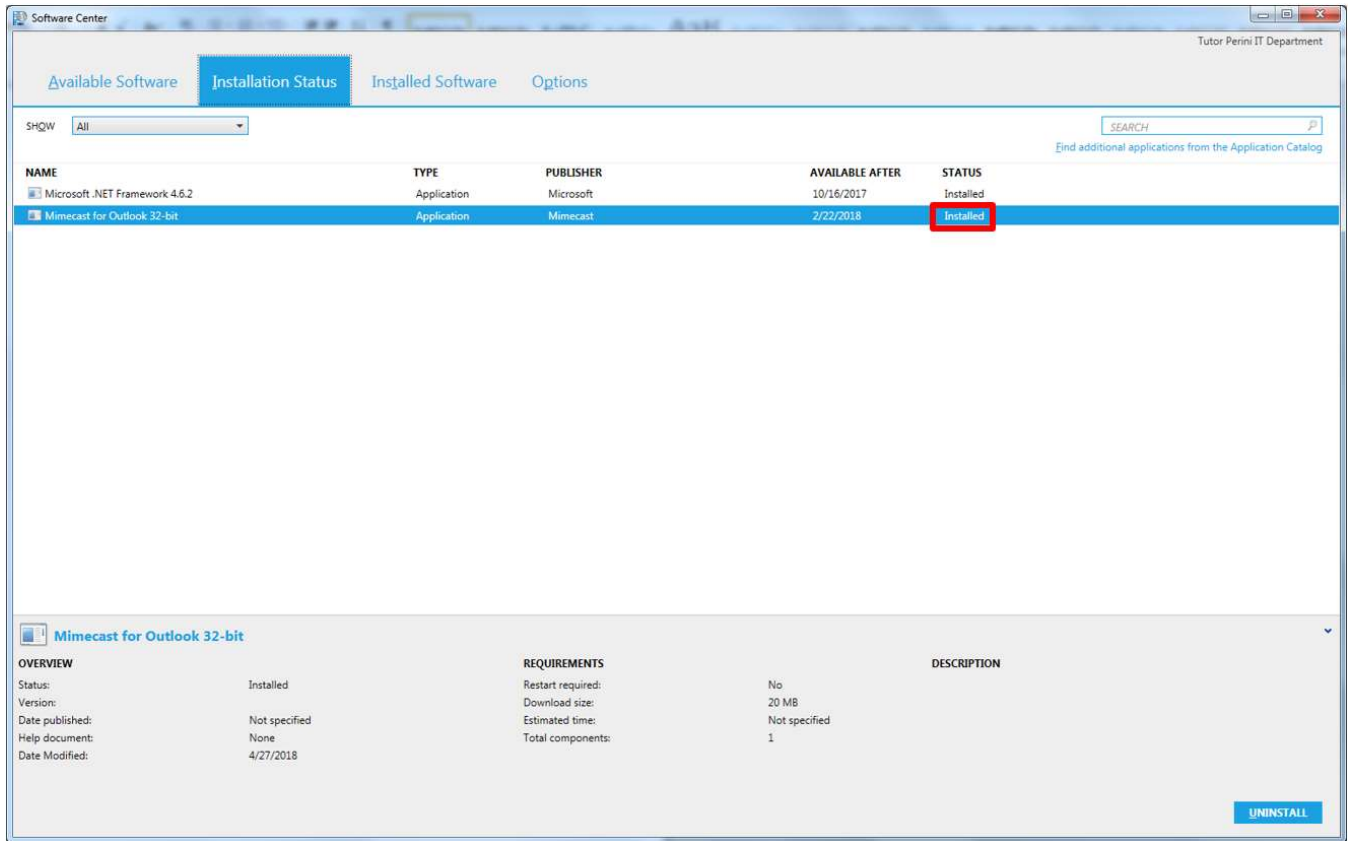 Software Center
Tutor Perini IT Department
Available Software Installation Status Installed Software Options
SHOW All SEARCH
Find additional applications from the Application Catalog
NAME TYPE PUBLISHER AVAILABLE AFTER STATUS
Microsoft .NET Framework 4.6.2 Application Microsoft 10/16/2017 Installed
Mimecast for Outlook 32-bit Application Mimecast 2/22/2018 Installed
Mimecast for Outlook 32-bit
OVERVIEW REQUIREMENTS DESCRIPTION
Status: Installed Restart required: No
Version: Download size: 20 MB
Date published: Not specified Estimated time: Not specified
Help document: None Total components: 1
Date Modified: 4/27/2018
UNINSTALL